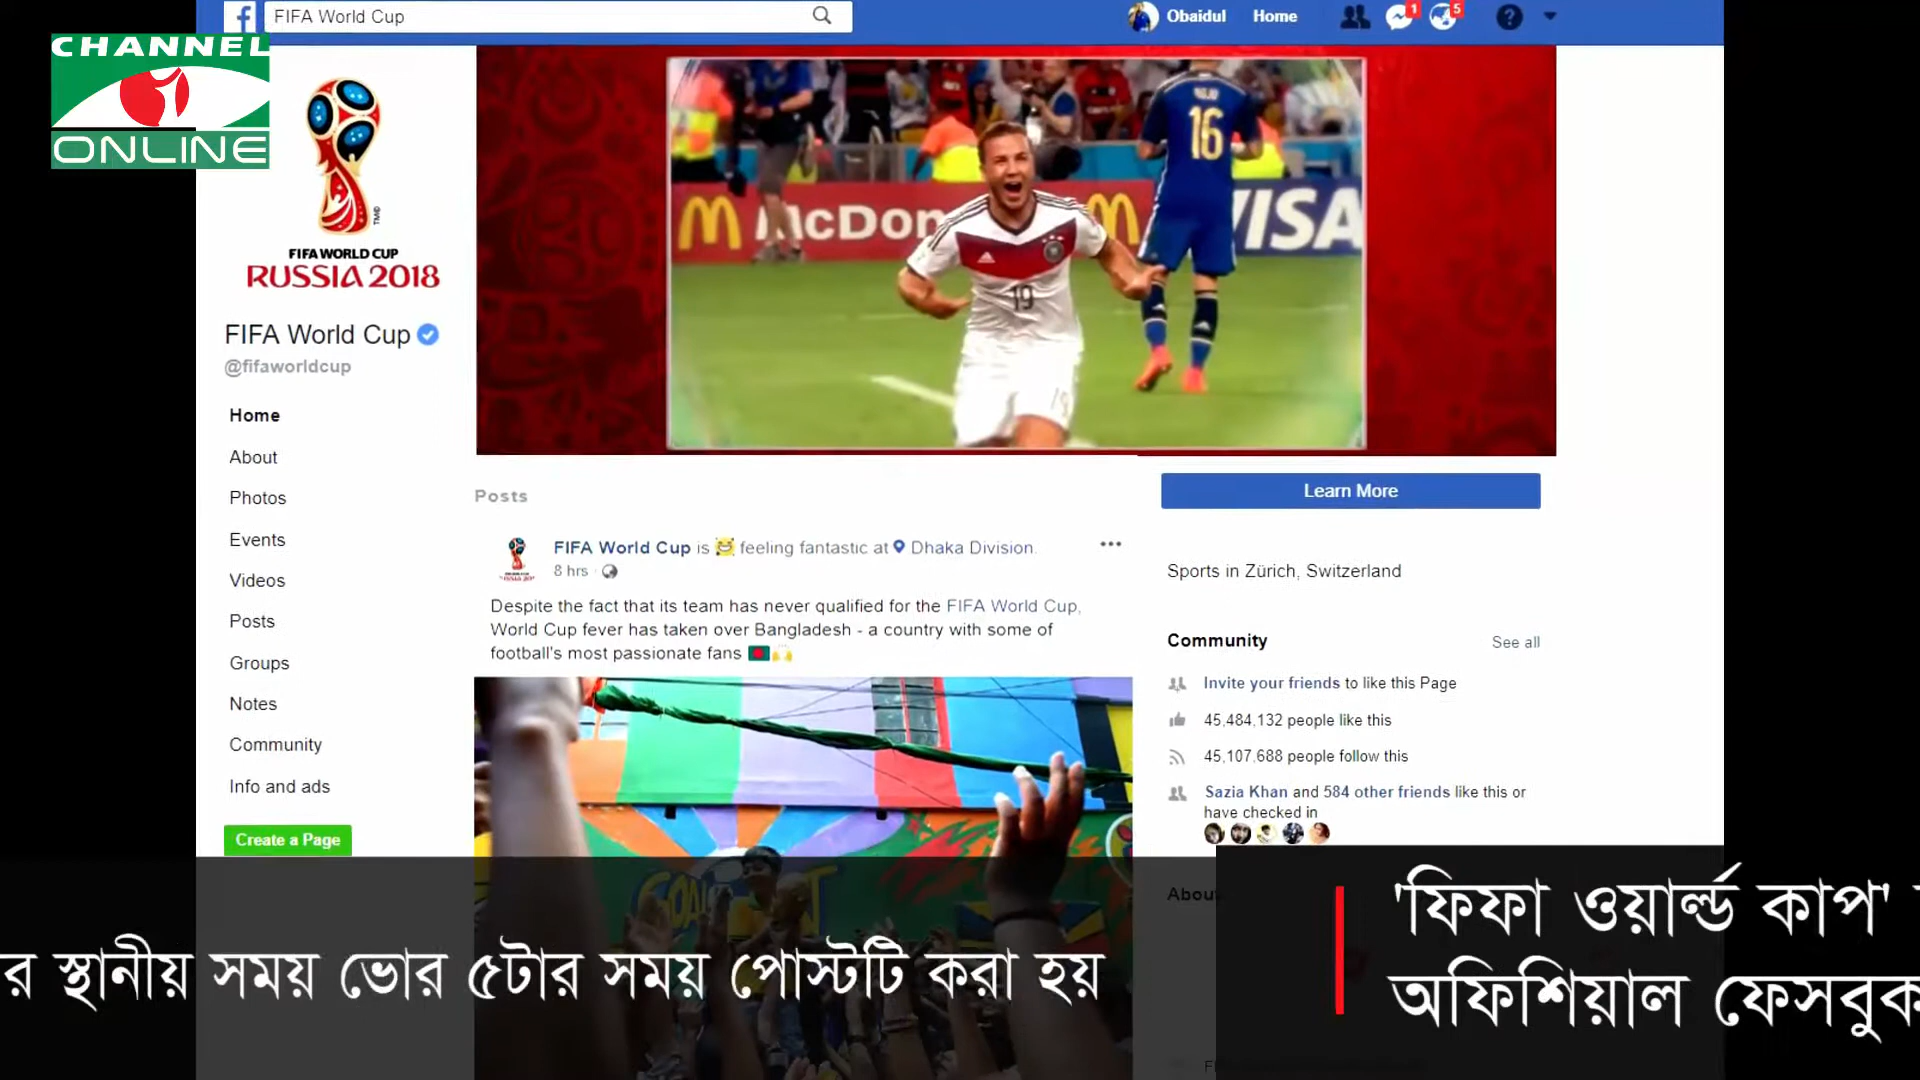 FIFA World Cup
Obaidul
Home
1
5
CHANNEL
i
ONLINE
TM©
FIFA WORLD CUP
RUSSIA 2018
FIFA World Cup
@fifaworldcup
Home
About
Photos
Events
Videos
Posts
Groups
Notes
Community
Info and ads
Create a Page
McDon
VISA
16
19
Posts
FIFA World Cup is feeling fantastic at Dhaka Division.
8 hrs
Despite the fact that its team has never qualified for the FIFA World Cup,
World Cup fever has taken over Bangladesh - a country with some of
football's most passionate fans
Learn More
Sports in Zürich, Switzerland
Community
See all
Invite your friends to like this Page
45,484,132 people like this
45,107,688 people follow this
Sazia Khan and 584 other friends like this or
have checked in
র স্থানীয় সময় ভোর ৫টার সময় পোস্টটি করা হয়
'ফিফা ওয়ার্ল্ড কাপ'
অফিশিয়াল ফেসবুক